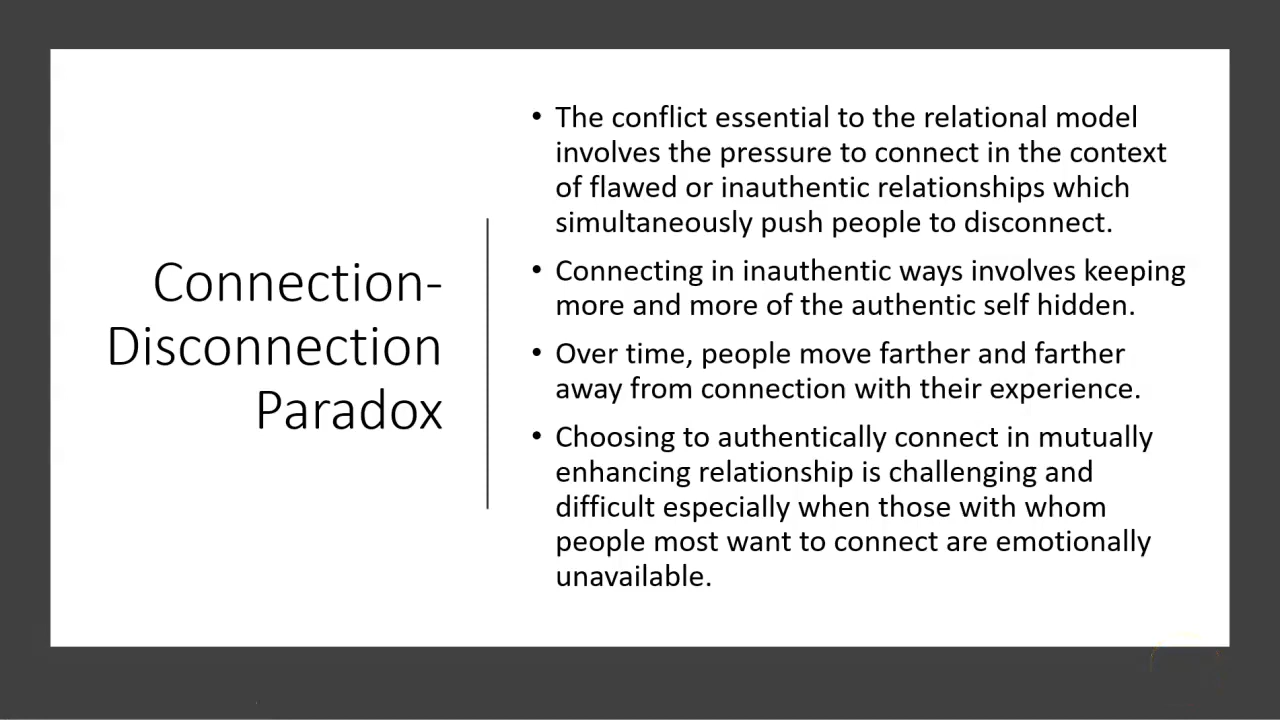 Connection-
Disconnection
Paradox
• The conflict essential to the relational model
involves the pressure to connect in the context
of flawed or inauthentic relationships which
simultaneously push people to disconnect.
• Connecting in inauthentic ways involves keeping
more and more of the authentic self hidden.
• Over time, people move farther and farther
away from connection with their experience.
• Choosing to authentically connect in mutually
enhancing relationship is challenging and
difficult especially when those with whom
people most want to connect are emotionally
unavailable.